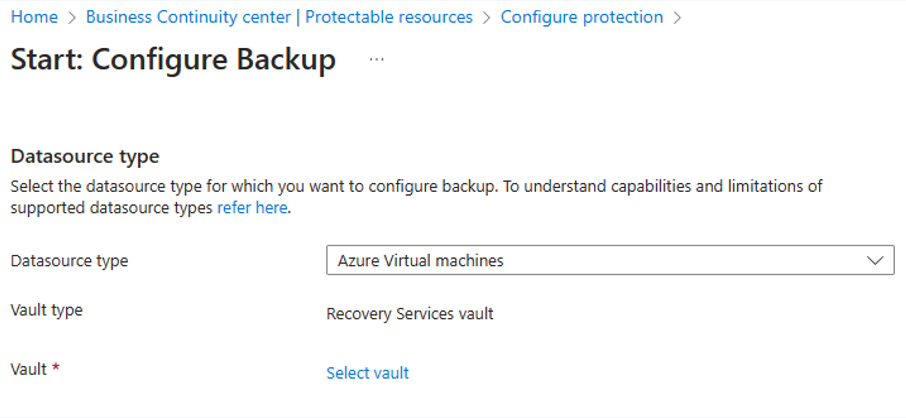 Home > Business Continuity center | Protectable resources > Configure protection >
Start: Configure Backup ...
Datasource type
Select the datasource type for which you want to configure backup. To understand capabilities and limitations of
supported datasource types refer here.
Datasource type Azure Virtual machines
Vault type Recovery Services vault
Vault * Select vault